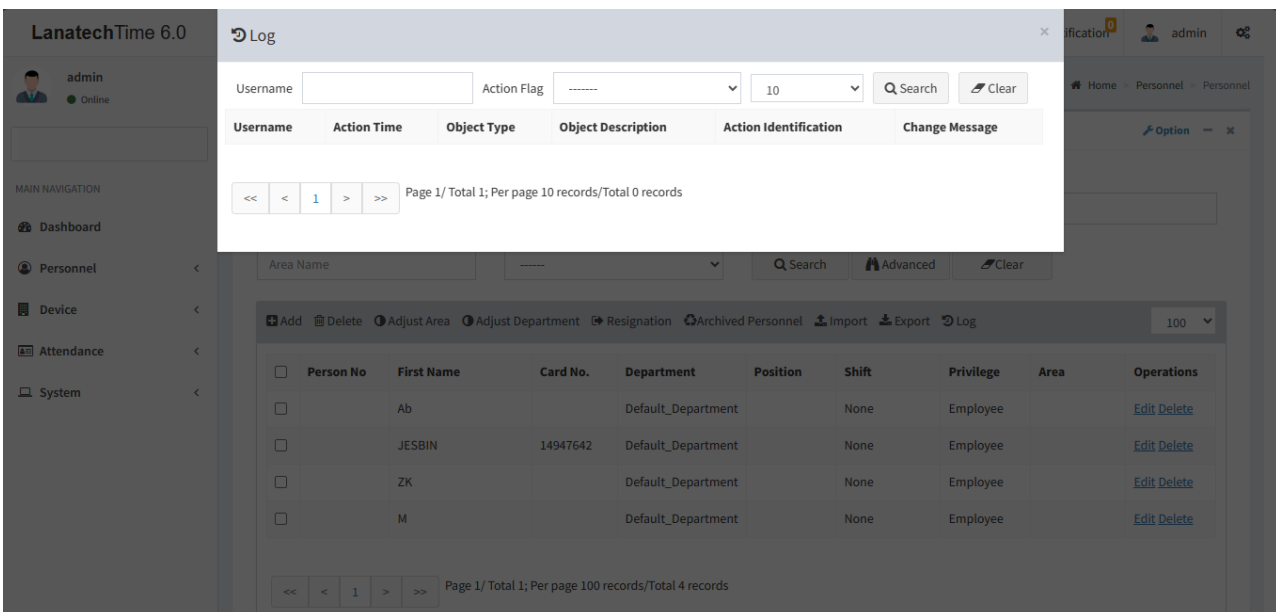 LanatechTime 6.0
Log
×
ification 0
admin
admin
Online
Username
Action Flag -------
10
Search
Clear
Home > Personnel > Personnel
Username Action Time Object Type Object Description Action Identification Change Message
Option
<< < 1 > >> Page 1/ Total 1; Per page 10 records/Total 0 records
MAIN NAVIGATION
Dashboard
Personnel
Device
Attendance
System
Area Name ------ Search Advanced Clear
Add Delete Adjust Area Adjust Department Resignation Archived Personnel Import Export Log 100
Person No First Name Card No. Department Position Shift Privilege Area Operations
Ab Default_Department None Employee Edit Delete
JESBIN 14947642 Default_Department None Employee Edit Delete
ZK Default_Department None Employee Edit Delete
M Default_Department None Employee Edit Delete
<< < 1 > >> Page 1/ Total 1; Per page 100 records/Total 4 records